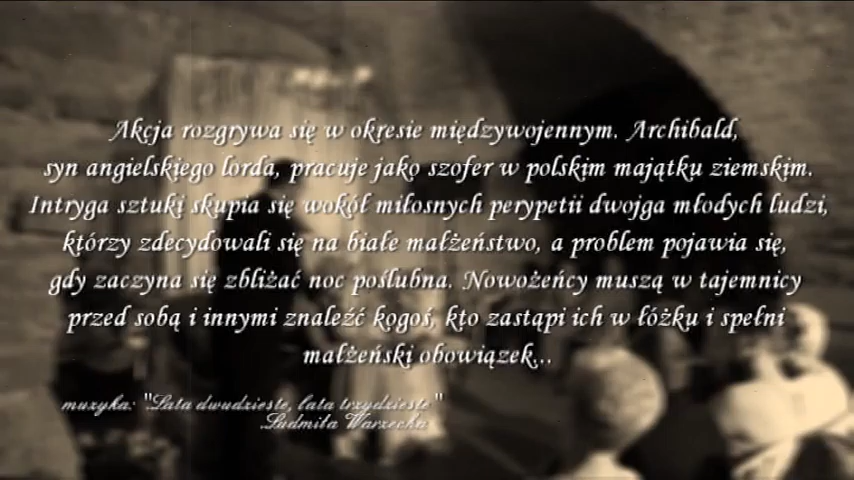 Akcja rozgrywa się w okresie międzywojennym. Archibald,
syn angielskiego lorda, pracuje jako szofer w polskim majątku ziemskim.
Intryga sztuki skupia się wokół miłosnych perypetii dwojga młodych ludzi,
którzy zdecydowali się na białe małżeństwo, a problem pojawia się,
gdy zaczyna się zbliżać noc poślubna. Nowożeńcy muszą w tajemnicy
przed sobą i innymi znaleźć kogoś, kto zastąpi ich w łóżku i spełni
małżeński obowiązek...
muzyka: "Lata dwudzieste, lata trzydzieste"
Ludmiła Warzecha